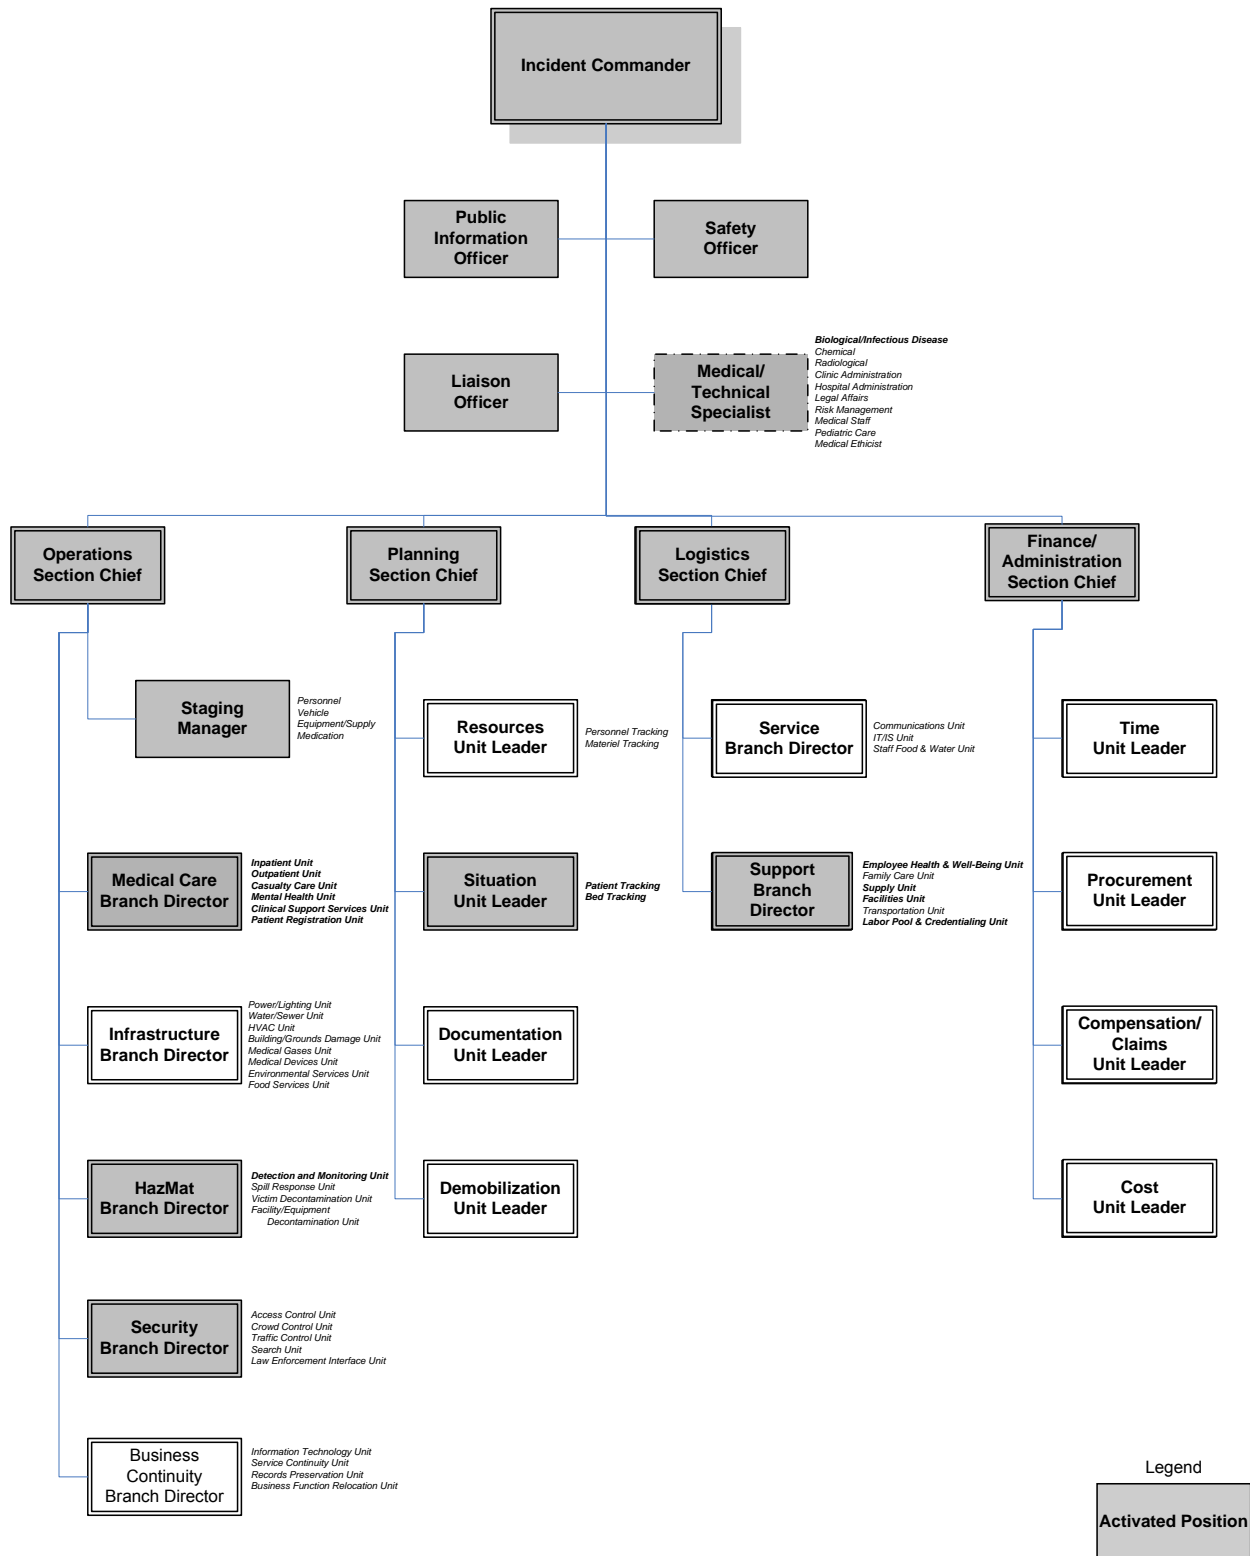 Incident Commander
Public
Information
Officer
Safety
Officer
Liaison
Officer
Medical/
Technical
Specialist
Biological/Infectious Disease
Chemical
Radiological
Clinic Administration
Hospital Administration
Legal Affairs
Risk Management
Medical Staff
Pediatric Care
Medical Ethicist
Operations
Section Chief
Planning
Section Chief
Logistics
Section Chief
Finance/
Administration
Section Chief
Staging
Manager
Personnel
Vehicle
Equipment/Supply
Medication
Resources
Unit Leader
Personnel Tracking
Materiel Tracking
Service
Branch Director
Communications Unit
IT/IS Unit
Staff Food & Water Unit
Time
Unit Leader
Medical Care
Branch Director
Inpatient Unit
Outpatient Unit
Casualty Care Unit
Mental Health Unit
Clinical Support Services Unit
Patient Registration Unit
Situation
Unit Leader
Patient Tracking
Bed Tracking
Support
Branch
Director
Employee Health & Well-Being Unit
Family Care Unit
Supply Unit
Facilities Unit
Transportation Unit
Labor Pool & Credentialing Unit
Procurement
Unit Leader
Infrastructure
Branch Director
Power/Lighting Unit
Water/Sewer Unit
HVAC Unit
Building/Grounds Damage Unit
Medical Gases Unit
Medical Devices Unit
Environmental Services Unit
Food Services Unit
Documentation
Unit Leader
Compensation/
Claims
Unit Leader
HazMat
Branch Director
Detection and Monitoring Unit
Spill Response Unit
Victim Decontamination Unit
Facility/Equipment
Decontamination Unit
Demobilization
Unit Leader
Cost
Unit Leader
Security
Branch Director
Access Control Unit
Crowd Control Unit
Traffic Control Unit
Search Unit
Law Enforcement Interface Unit
Business
Continuity
Branch Director
Information Technology Unit
Service Continuity Unit
Records Preservation Unit
Business Function Relocation Unit
Legend
Activated Position